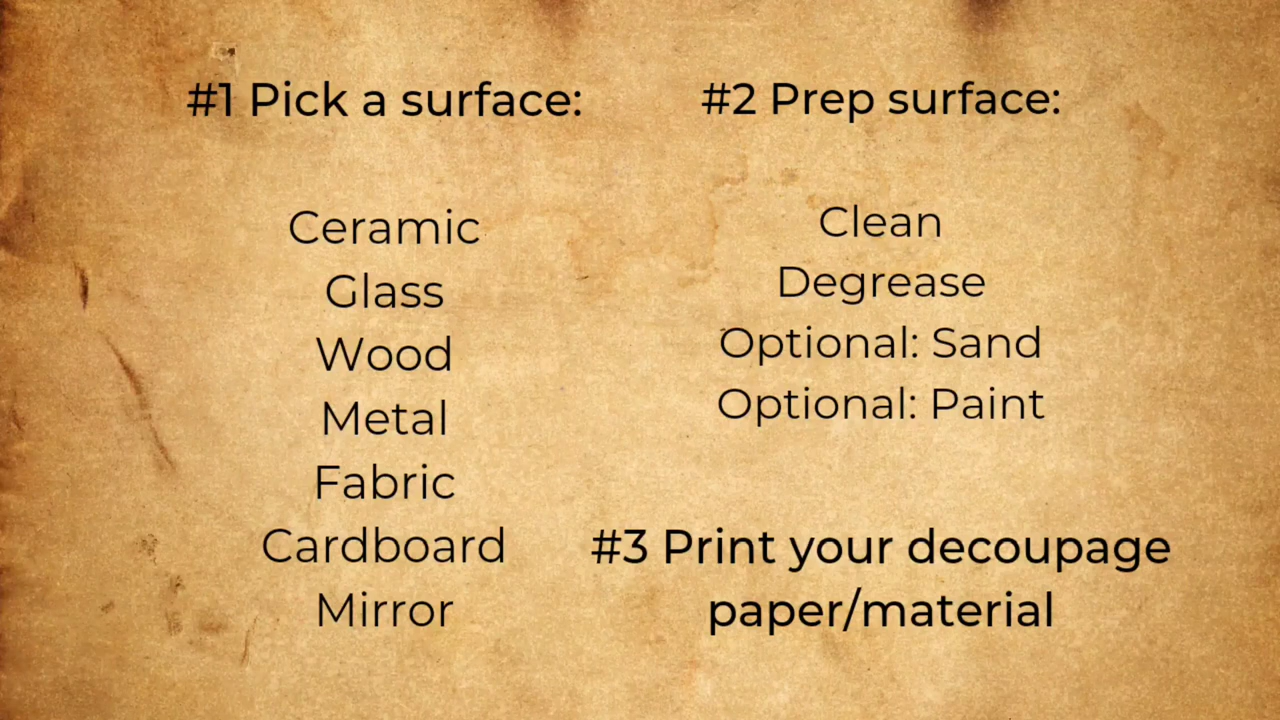 #1 Pick a surface:
Ceramic
Glass
Wood
Metal
Fabric
Cardboard
Mirror
#2 Prep surface:
Clean
Degrease
Optional: Sand
Optional: Paint
#3 Print your decoupage
paper/material